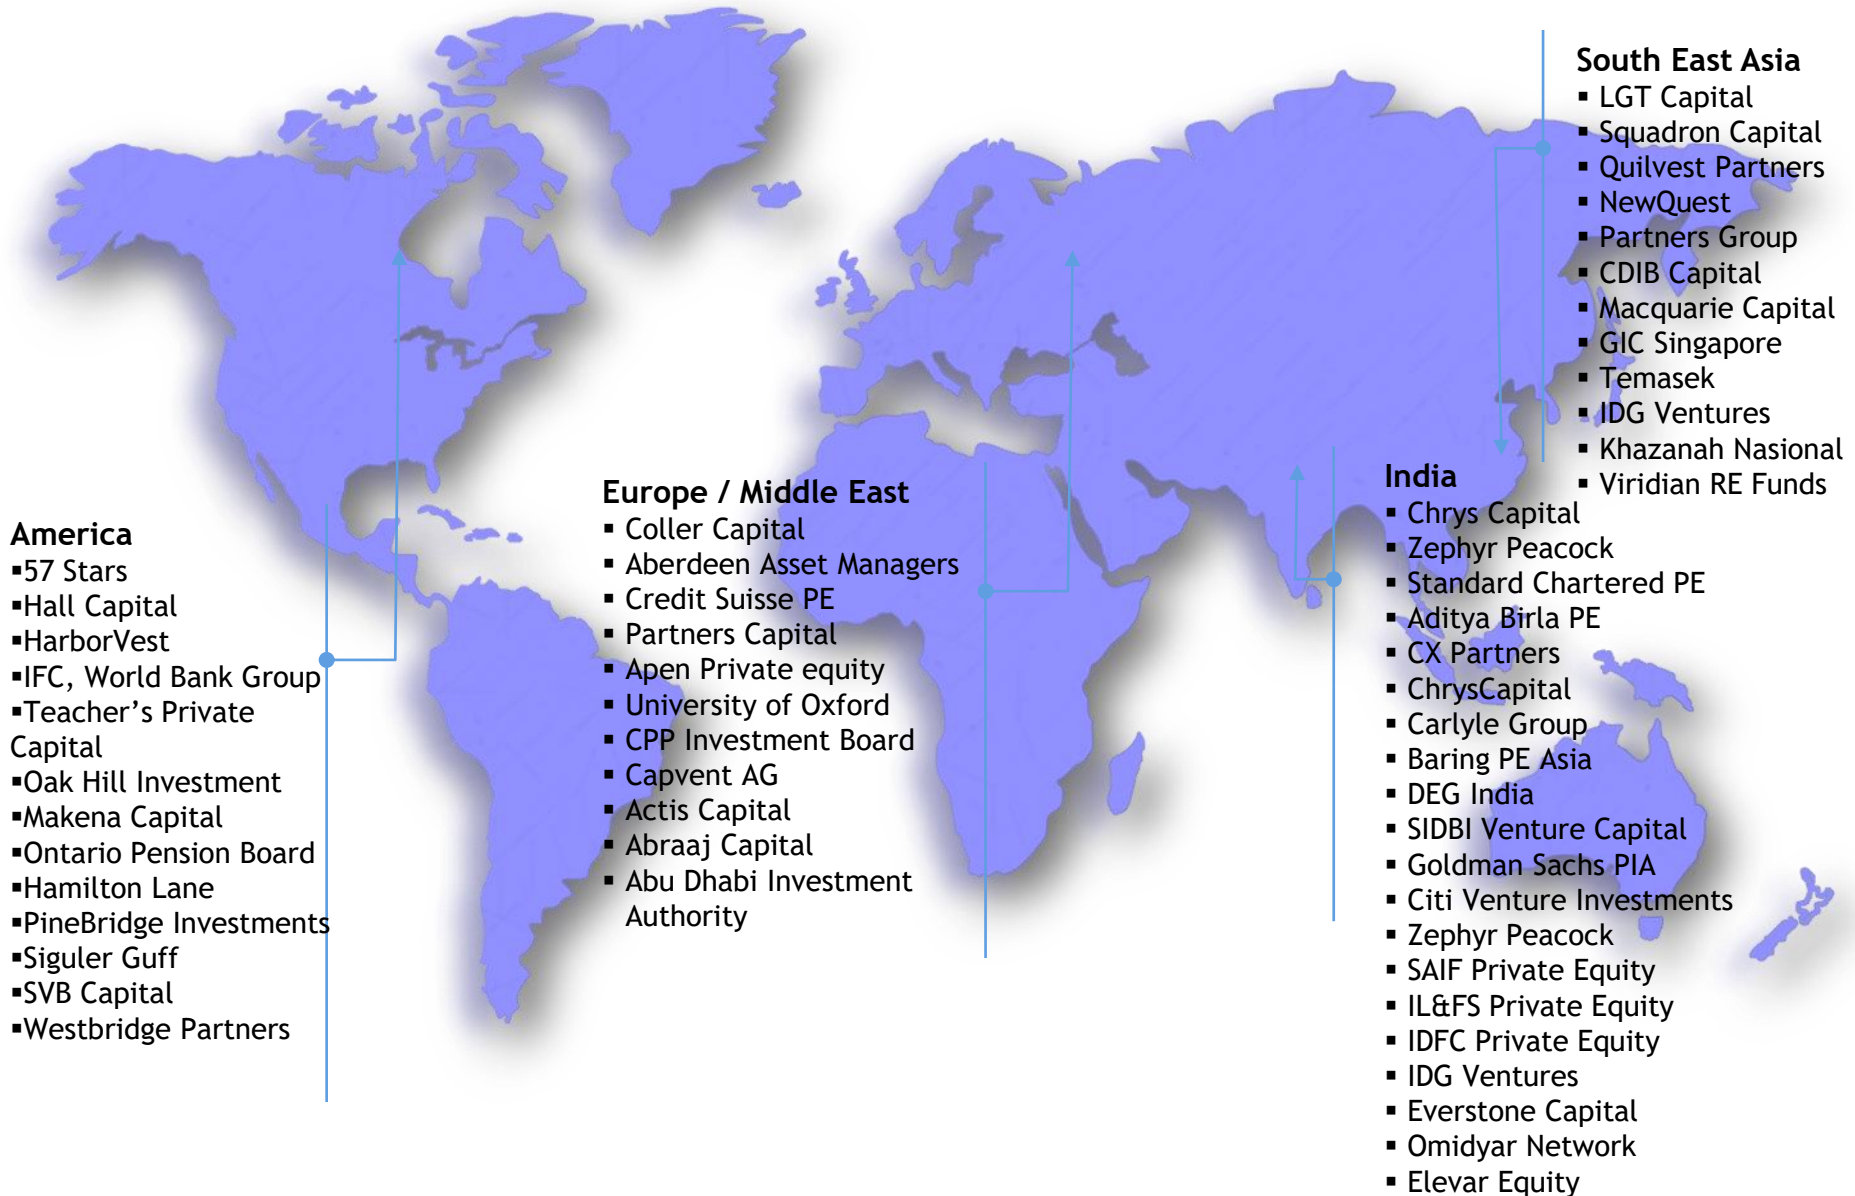 America
▪57 Stars
▪Hall Capital
▪HarborVest
▪IFC, World Bank Group
▪Teacher’s Private
Capital
▪Oak Hill Investment
▪Makena Capital
▪Ontario Pension Board
▪Hamilton Lane
▪PineBridge Investments
▪Siguler Guff
▪SVB Capital
▪Westbridge Partners
Europe / Middle East
▪ Coller Capital
▪ Aberdeen Asset Managers
▪ Credit Suisse PE
▪ Partners Capital
▪ Apen Private equity
▪ University of Oxford
▪ CPP Investment Board
▪ Capvent AG
▪ Actis Capital
▪ Abraaj Capital
▪ Abu Dhabi Investment
Authority
South East Asia
▪ LGT Capital
▪ Squadron Capital
▪ Quilvest Partners
▪ NewQuest
▪ Partners Group
▪ CDIB Capital
▪ Macquarie Capital
▪ GIC Singapore
▪ Temasek
▪ IDG Ventures
▪ Khazanah Nasional
▪ Viridian RE Funds
India
▪ Chrys Capital
▪ Zephyr Peacock
▪ Standard Chartered PE
▪ Aditya Birla PE
▪ CX Partners
▪ ChrysCapital
▪ Carlyle Group
▪ Baring PE Asia
▪ DEG India
▪ SIDBI Venture Capital
▪ Goldman Sachs PIA
▪ Citi Venture Investments
▪ Zephyr Peacock
▪ SAIF Private Equity
▪ IL&FS Private Equity
▪ IDFC Private Equity
▪ IDG Ventures
▪ Everstone Capital
▪ Omidyar Network
▪ Elevar Equity